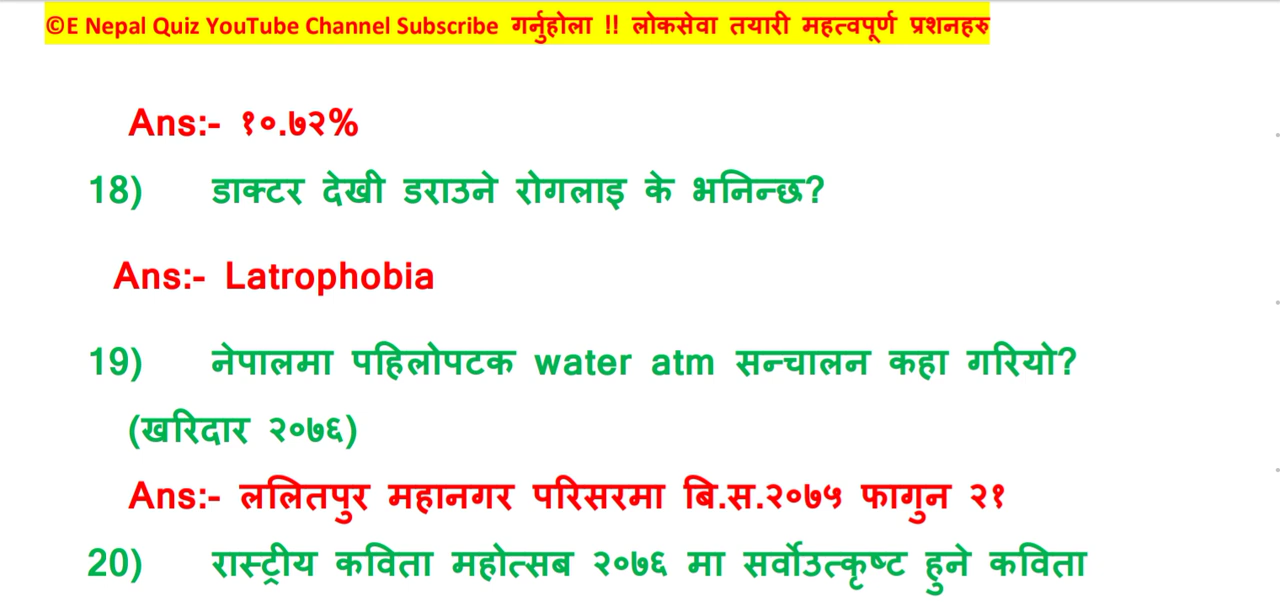 ©E Nepal Quiz YouTube Channel Subscribe गर्नुहोला !! लोकसेवा तयारी महत्वपूर्ण प्रशनहरु
Ans:- १०.७२%
18) डाक्टर देखी डराउने रोगलाइ के भनिन्छ?
Ans:- Latrophobia
19) नेपालमा पहिलोपटक water atm सन्चालन कहा गरियो?
(खरिदार २०७६)
Ans:- ललितपुर महानगर परिसरमा बि.स.२०७५ फागुन २१
20) रास्ट्रीय कविता महोत्सब २०७६ मा सर्वोउत्कृष्ट हुने कविता